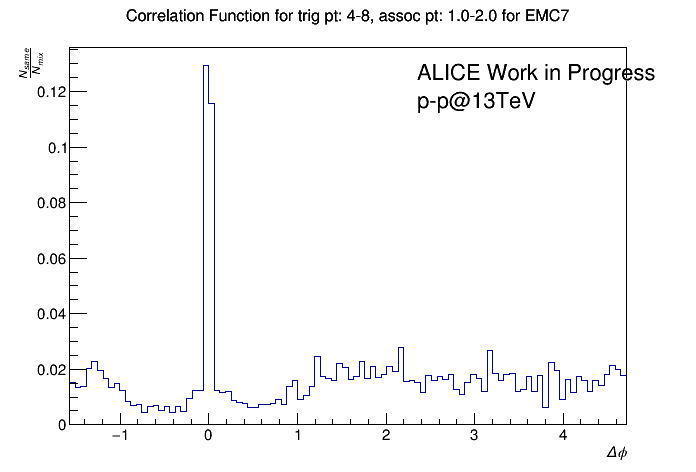 Correlation Function for trig pt: 4-8, assoc pt: 1.0-2.0 for EMC7
N_same/N_mix
ALICE Work in Progress
p-p@13TeV
0.12
0.1
0.08
0.06
0.04
0.02
0
−1 0 1 2 3 4
Δϕ